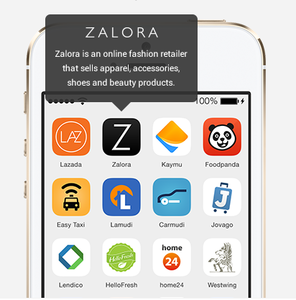 ZALORA
Zalora is an online fashion retailer
that sells apparel, accessories,
shoes and beauty products.
100%
LAZ
Z
Lazada Zalora Kaymu Foodpanda
L
J
Easy Taxi Lamudi Carmudi Jovago
HelloFresh
home
24
Lendico HelloFresh home24 Westwing